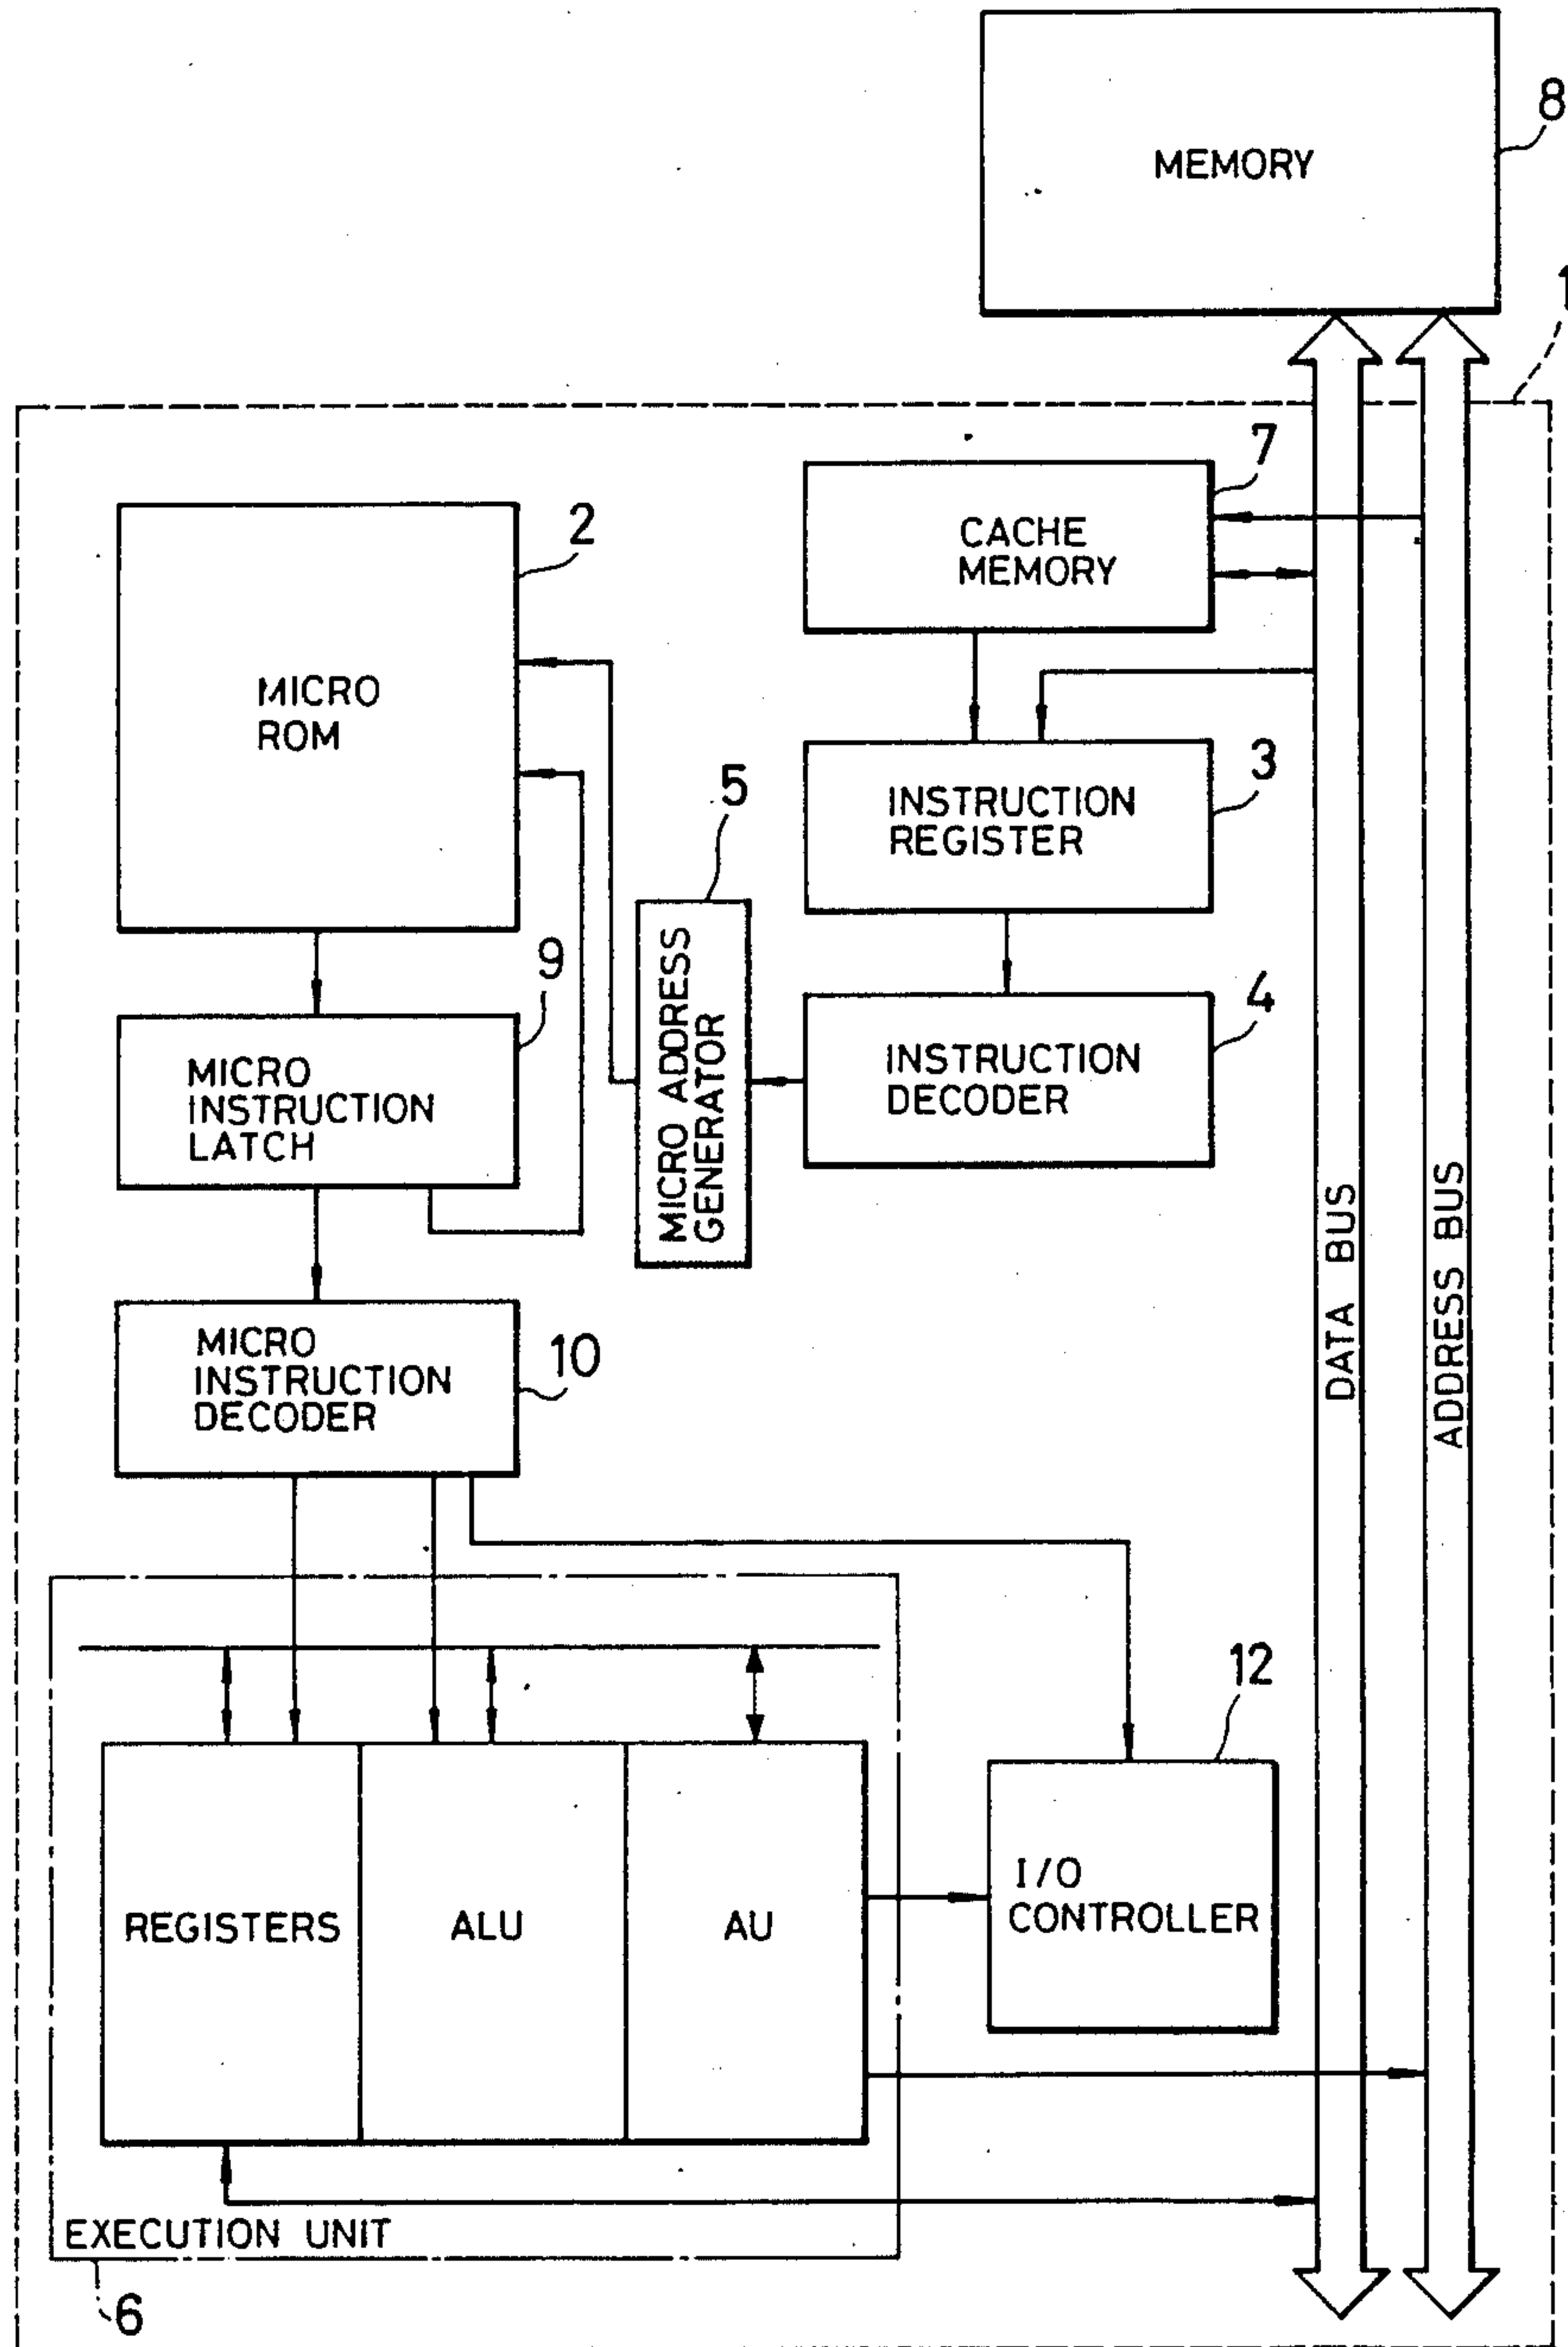 8
MEMORY
1
7
CACHE
MEMORY
2
MICRO
ROM
3
INSTRUCTION
REGISTER
5
MICRO ADDRESS
GENERATOR
9
MICRO
INSTRUCTION
LATCH
4
INSTRUCTION
DECODER
DATA BUS
ADDRESS BUS
10
MICRO
INSTRUCTION
DECODER
12
I/O
CONTROLLER
REGISTERS
ALU
AU
EXECUTION UNIT
6